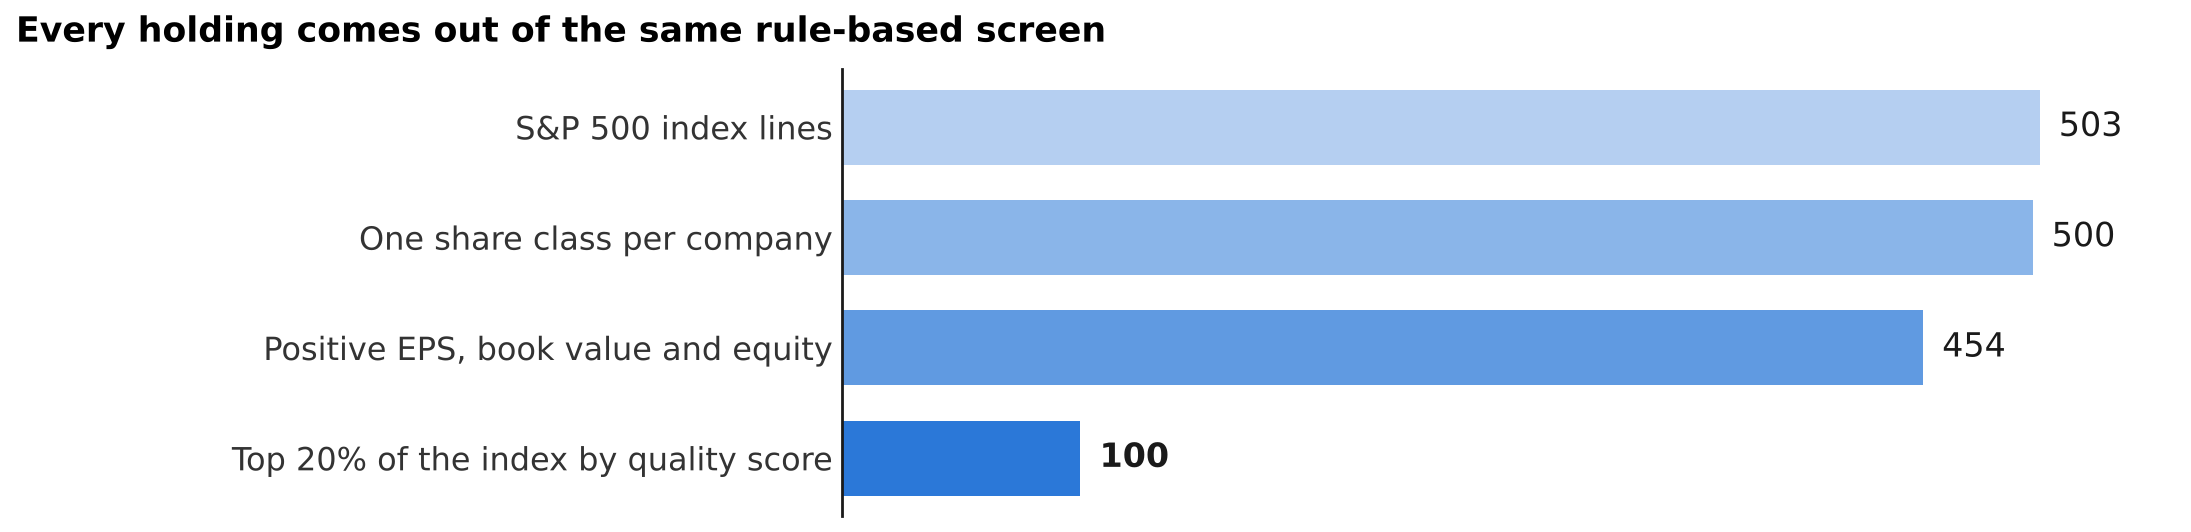 Every holding comes out of the same rule-based screen
S&P 500 index lines
503
One share class per company
500
Positive EPS, book value and equity
454
Top 20% of the index by quality score
100